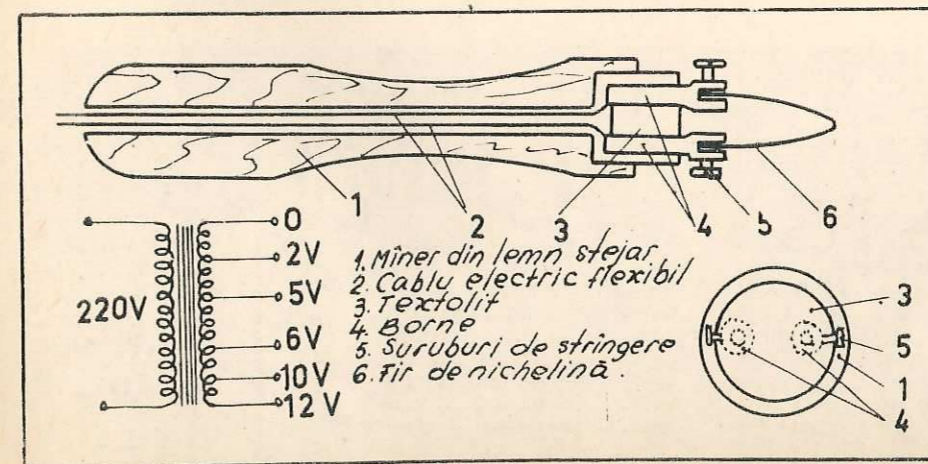 1
2
3
4
5
6
220V
0
2V
5V
6V
10V
12V
1. Mîner din lemn stejar
2. Cablu electric flexibil
3. Textolit
4. Borne
5. Suruburi de strîngere
6. Fir de nichelină.
3
5
1
4